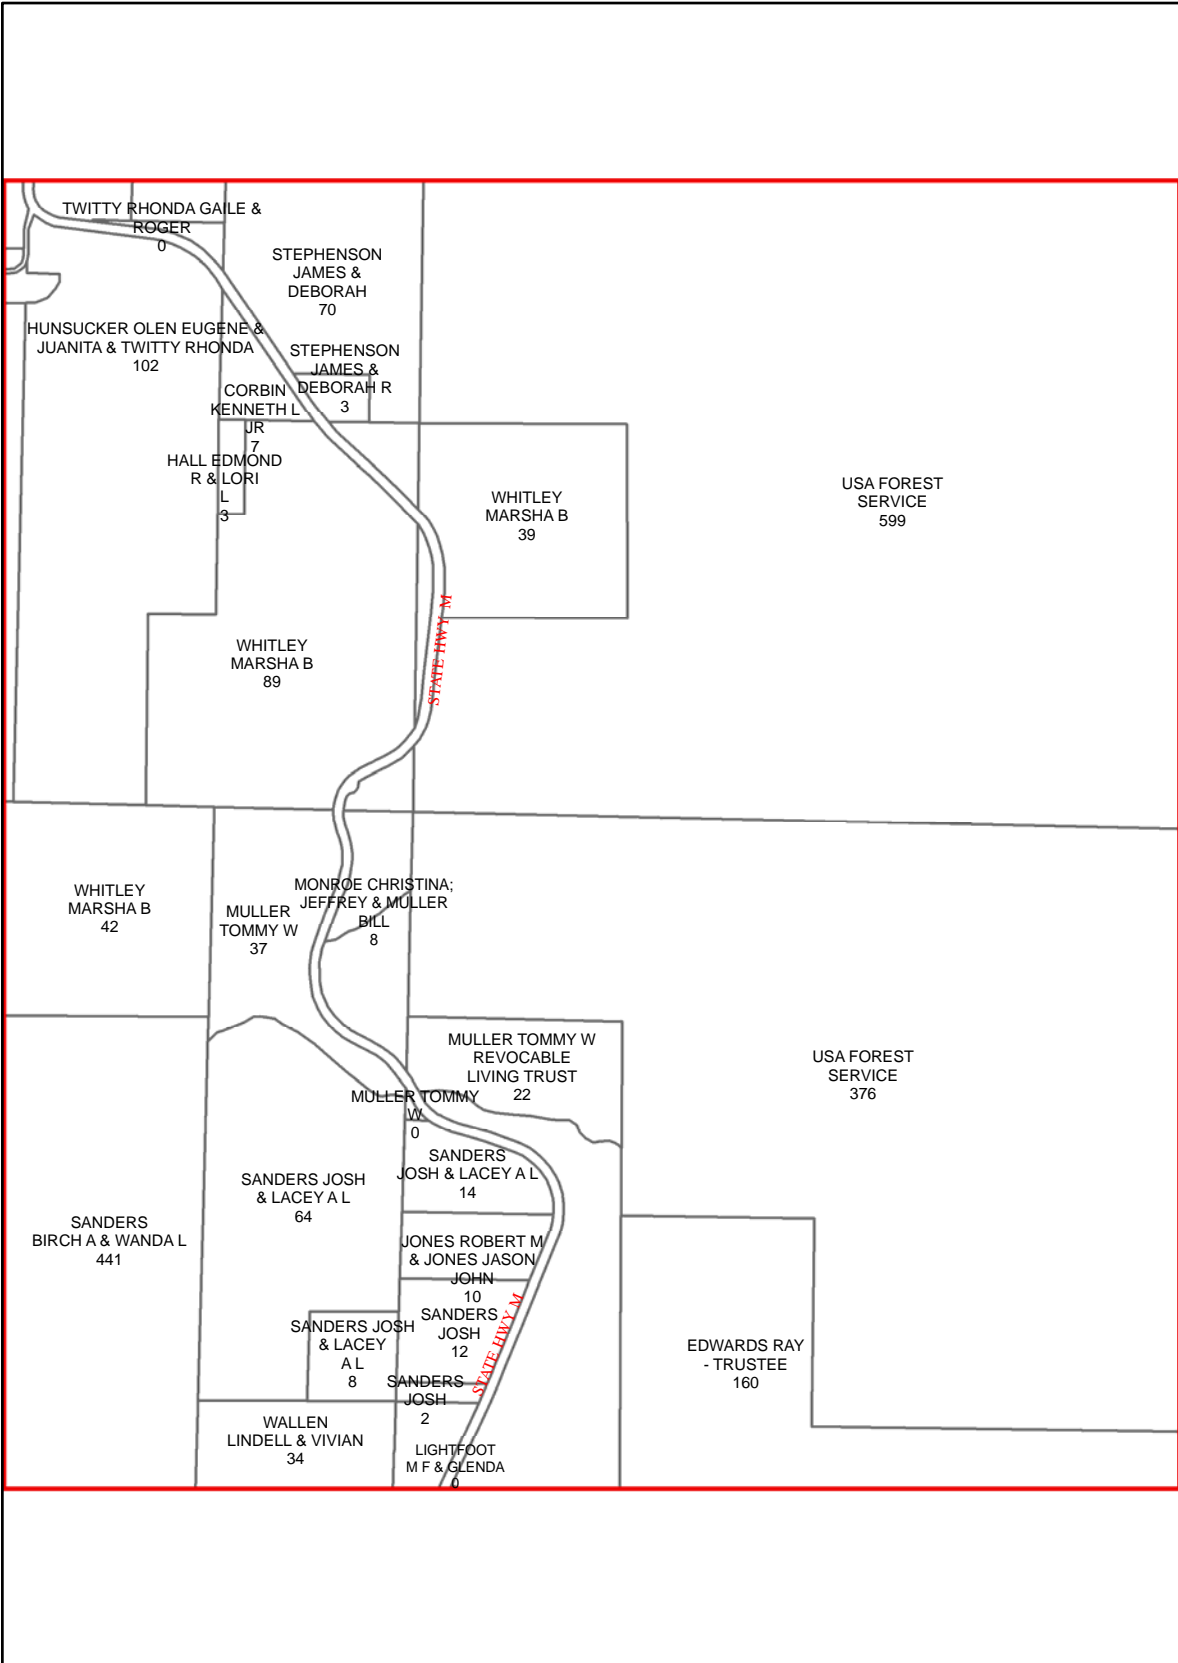 TWITTY RHONDA GAILE &
ROGER
0
STEPHENSON
JAMES &
DEBORAH
70
HUNSUCKER OLEN EUGENE &
JUANITA & TWITTY RHONDA
102
STEPHENSON
JAMES &
DEBORAH R
3
CORBIN
KENNETH L
JR
7
HALL EDMOND
R & LORI
L
3
WHITLEY
MARSHA B
39
USA FOREST
SERVICE
599
STATE HWY M
WHITLEY
MARSHA B
89
WHITLEY
MARSHA B
42
MULLER
TOMMY W
37
MONROE CHRISTINA;
JEFFREY & MULLER
BILL
8
MULLER TOMMY W
REVOCABLE
LIVING TRUST
22
USA FOREST
SERVICE
376
MULLER TOMMY
W
0
SANDERS
JOSH & LACEY A L
14
SANDERS JOSH
& LACEY A L
64
SANDERS
BIRCH A & WANDA L
441
JONES ROBERT M
& JONES JASON
JOHN
10
SANDERS
JOSH
12
STATE HWY M
SANDERS JOSH
& LACEY
A L
8
SANDERS
JOSH
2
EDWARDS RAY
- TRUSTEE
160
WALLEN
LINDELL & VIVIAN
34
LIGHTFOOT
M F & GLENDA
0